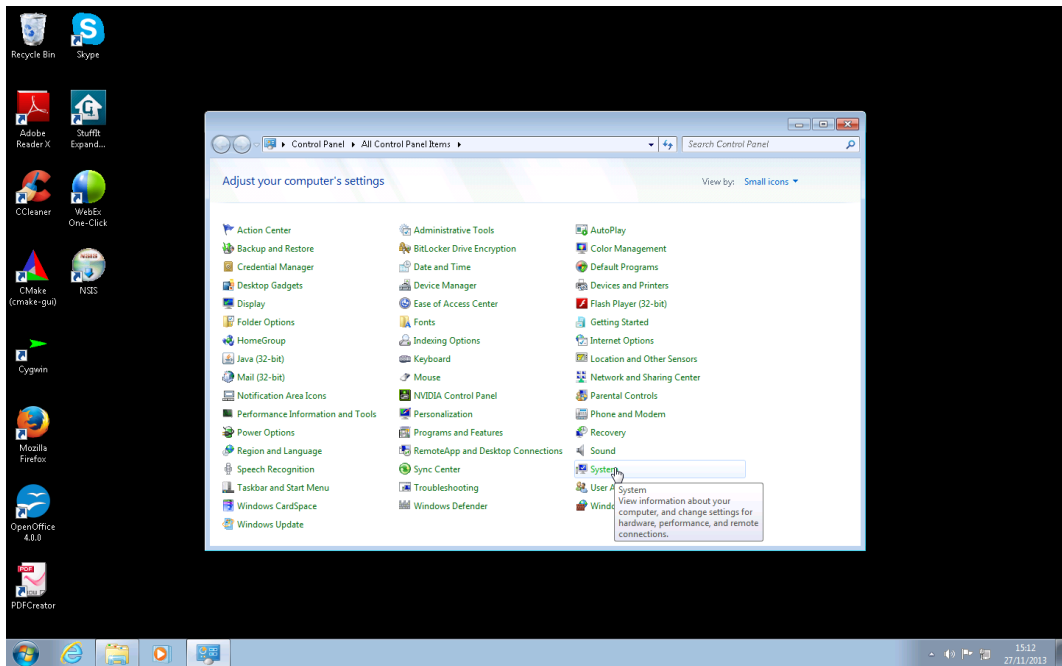 Recycle Bin
Skype
Adobe
Reader X
StuffIt
Expand...
CCleaner
WebEx
One-Click
CMake
(cmake-gui)
NSIS
Cygwin
Mozilla
Firefox
OpenOffice
4.0.0
PDF
PDFCreator
Control Panel
All Control Panel Items
Search Control Panel
Adjust your computer's settings
View by: Small icons
Action Center
Administrative Tools
AutoPlay
Backup and Restore
BitLocker Drive Encryption
Color Management
Credential Manager
Date and Time
Default Programs
Desktop Gadgets
Device Manager
Devices and Printers
Display
Ease of Access Center
Flash Player (32-bit)
Folder Options
Fonts
Getting Started
HomeGroup
Indexing Options
Internet Options
Java (32-bit)
Keyboard
Location and Other Sensors
Mail (32-bit)
Mouse
Network and Sharing Center
Notification Area Icons
NVIDIA Control Panel
Parental Controls
Performance Information and Tools
Personalization
Phone and Modem
Power Options
Programs and Features
Recovery
Region and Language
RemoteApp and Desktop Connections
Sound
Speech Recognition
Sync Center
System
Taskbar and Start Menu
Troubleshooting
User A
Windows CardSpace
Windows Defender
Windo
Windows Update
System
View information about your
computer, and change settings for
hardware, performance, and remote
connections.
15:12
27/11/2013